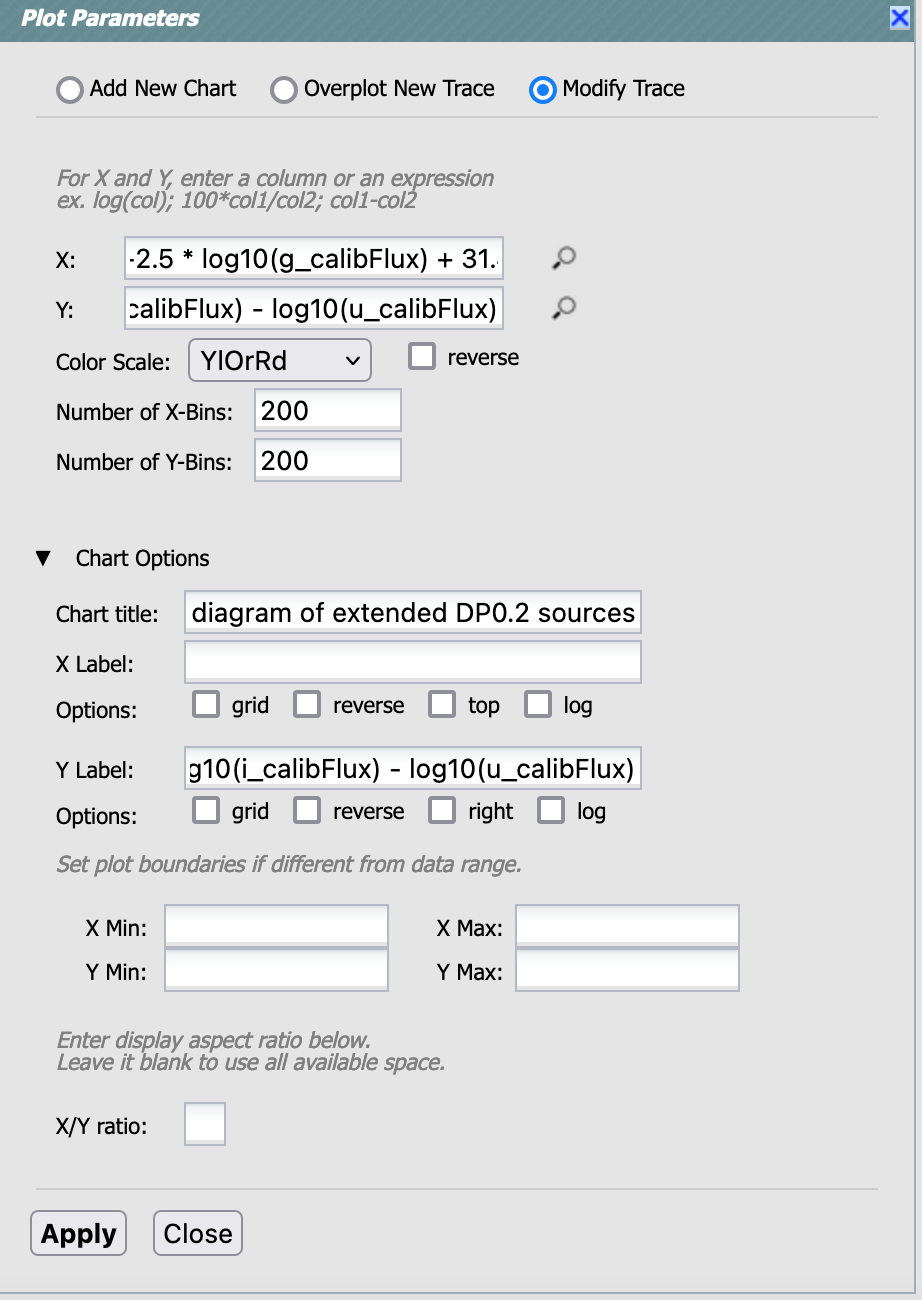 Plot Parameters
Add New Chart Overplot New Trace Modify Trace
For X and Y, enter a column or an expression
ex. log(col); 100*col1/col2; col1-col2
X: -2.5 * log10(g_calibFlux) + 31.
Y: calibFlux) - log10(u_calibFlux)
Color Scale: YlOrRd reverse
Number of X-Bins: 200
Number of Y-Bins: 200
Chart Options
Chart title: diagram of extended DP0.2 sources
X Label:
Options: grid reverse top log
Y Label: g10(i_calibFlux) - log10(u_calibFlux)
Options: grid reverse right log
Set plot boundaries if different from data range.
X Min: X Max:
Y Min: Y Max:
Enter display aspect ratio below.
Leave it blank to use all available space.
X/Y ratio:
Apply Close